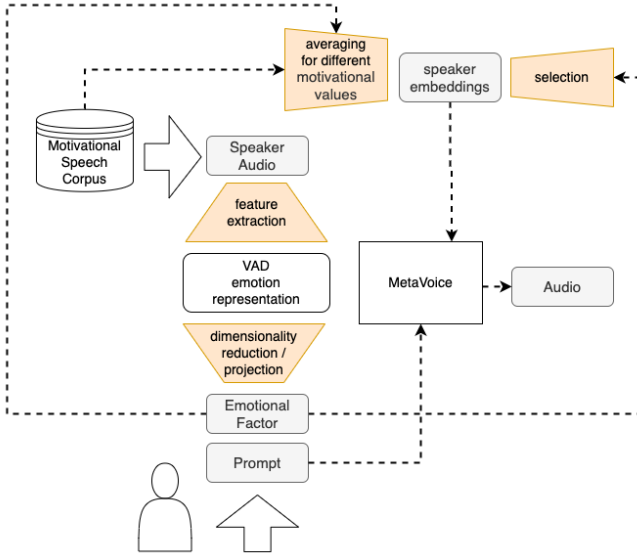 averaging
for different
motivational
values
speaker
embeddings
selection
Motivational
Speech
Corpus
Speaker
Audio
feature
extraction
VAD
emotion
representation
MetaVoice
Audio
dimensionality
reduction /
projection
Emotional
Factor
Prompt